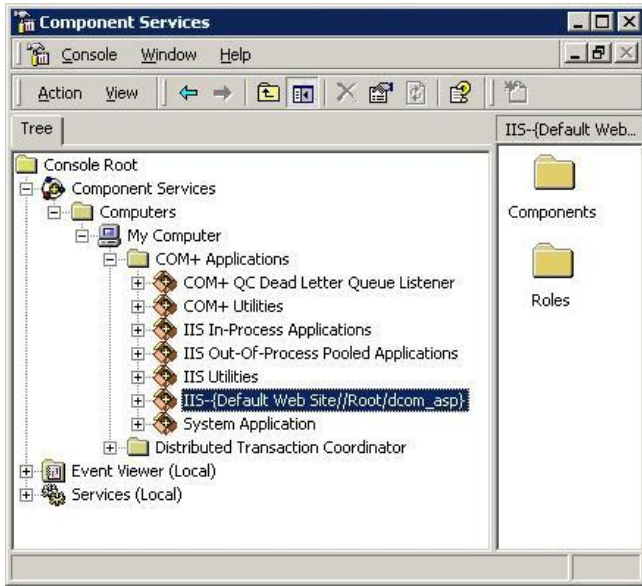 Component Services
Console Window Help
Action View
Tree
IIS-{Default Web...
Console Root
Component Services
Computers
My Computer
COM+ Applications
COM+ QC Dead Letter Queue Listener
COM+ Utilities
IIS In-Process Applications
IIS Out-Of-Process Pooled Applications
IIS Utilities
IIS-{Default Web Site//Root/dcom_asp}
System Application
Distributed Transaction Coordinator
Event Viewer (Local)
Services (Local)
Components
Roles